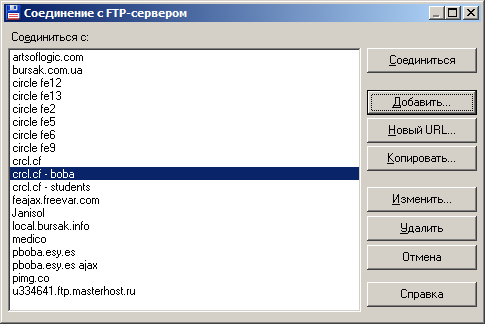 Соединение с FTP-сервером
Соединиться с:
artsoflogic.com
bursak.com.ua
circle fe12
circle fe13
circle fe2
circle fe5
circle fe6
circle fe9
crcl.cf
crcl.cf - boba
crcl.cf - students
feajax.freevar.com
Janisol
local.bursak.info
medico
pboba.esy.es
pboba.esy.es ajax
pimg.co
u334641.ftp.masterhost.ru
Соединиться
Добавить...
Новый URL...
Копировать...
Изменить...
Удалить
Отмена
Справка